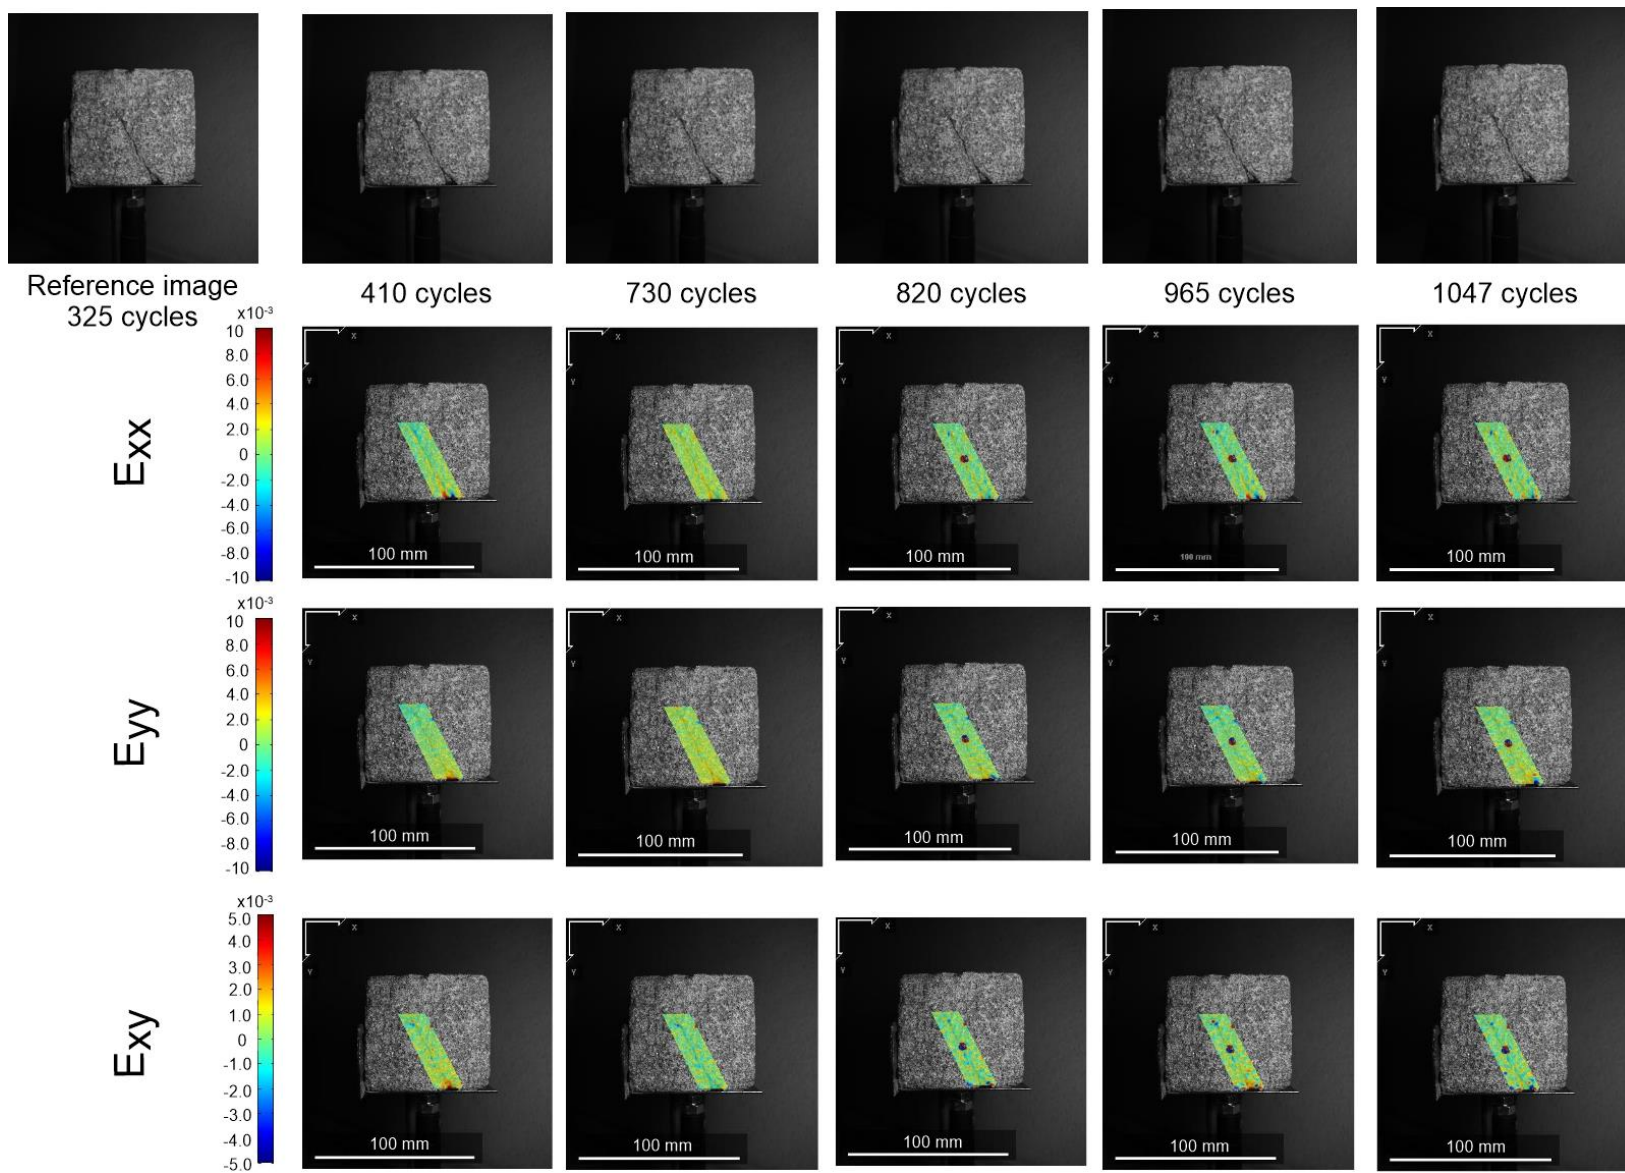 Reference image
325 cycles
410 cycles
730 cycles
820 cycles
965 cycles
1047 cycles
x10-3
10
8.0
6.0
4.0
2.0
0
-2.0
-4.0
-6.0
-8.0
-10
Exx
X
Y
100 mm
X
Y
100 mm
X
Y
100 mm
X
Y
100 mm
X
Y
100 mm
x10-3
10
8.0
6.0
4.0
2.0
0
-2.0
-4.0
-6.0
-8.0
-10
Eyy
X
Y
100 mm
X
Y
100 mm
X
Y
100 mm
X
Y
100 mm
X
Y
100 mm
x10-3
5.0
4.0
3.0
2.0
1.0
0
-1.0
-2.0
-3.0
-4.0
-5.0
Exy
X
Y
100 mm
X
Y
100 mm
X
Y
100 mm
X
Y
100 mm
X
Y
100 mm